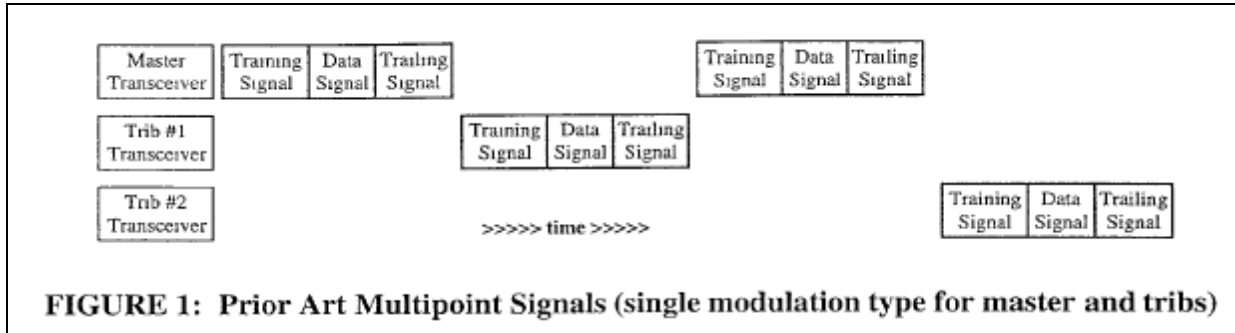 Master Transceiver
Training Signal
Data Signal
Trailing Signal
Training Signal
Data Signal
Trailing Signal
Trib #1 Transceiver
Training Signal
Data Signal
Trailing Signal
Trib #2 Transceiver
>>>>> time >>>>>
Training Signal
Data Signal
Trailing Signal
FIGURE 1: Prior Art Multipoint Signals (single modulation type for master and tribs)